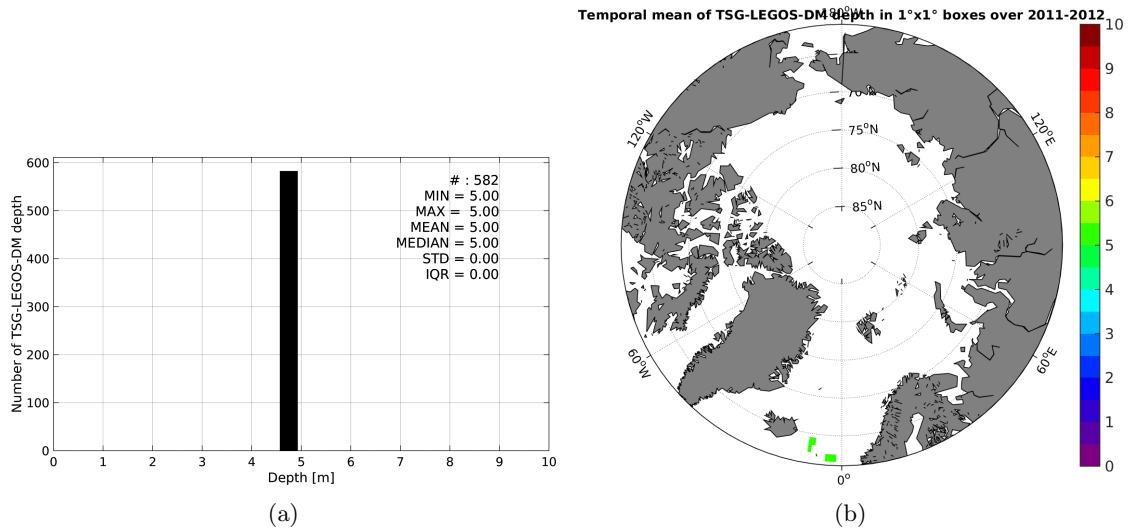 Temporal mean of TSG-LEGOS-DM depth in 1°x1° boxes over 2011-2012
600
500
400
300
200
100
0
Number of TSG-LEGOS-DM depth
# : 582
MIN = 5.00
MAX = 5.00
MEAN = 5.00
MEDIAN = 5.00
STD = 0.00
IQR = 0.00
0 1 2 3 4 5 6 7 8 9 10
Depth [m]
(a)
180°W
120°W
120°E
70°N
75°N
80°N
85°N
60°W
60°E
0°
10
9
8
7
6
5
4
3
2
1
0
(b)